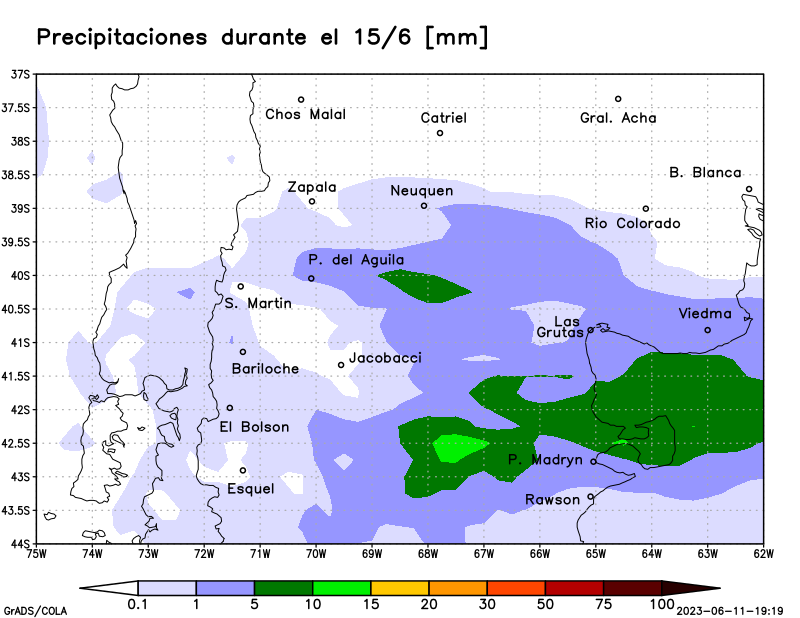 Precipitaciones durante el 15/6 [mm]
37S
37.5S
38S
38.5S
39S
39.5S
40S
40.5S
41S
41.5S
42S
42.5S
43S
43.5S
44S
Chos Malal
Catriel
Gral. Acha
B. Blanca
Zapala
Neuquen
Rio Colorado
P. del Aguila
S. Martin
Viedma
Las
Grutas
Bariloche
Jacobacci
El Bolson
P. Madryn
Esquel
Rawson
75W 74W 73W 72W 71W 70W 69W 68W 67W 66W 65W 64W 63W 62W
0.1 1 5 10 15 20 30 50 75 100
GrADS/COLA
2023-06-11-19:19